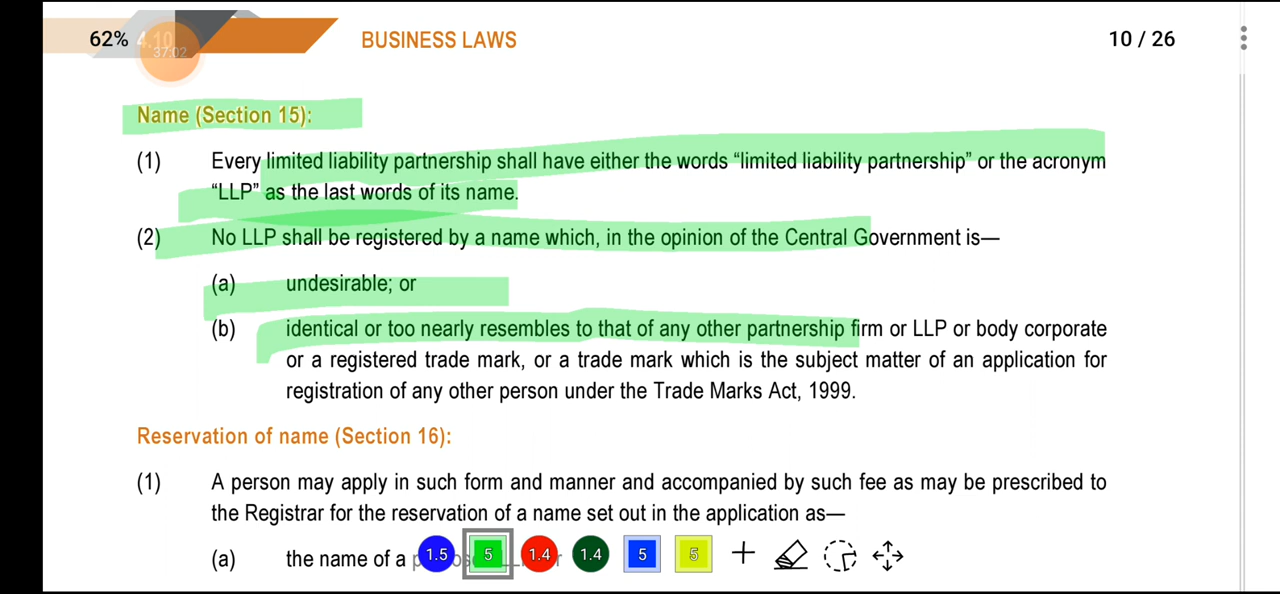 62% 4.10 BUSINESS LAWS 10 / 26
37:02
Name (Section 15):
(1) Every limited liability partnership shall have either the words “limited liability partnership” or the acronym
“LLP” as the last words of its name.
(2) No LLP shall be registered by a name which, in the opinion of the Central Government is—
(a) undesirable; or
(b) identical or too nearly resembles to that of any other partnership firm or LLP or body corporate
or a registered trade mark, or a trade mark which is the subject matter of an application for
registration of any other person under the Trade Marks Act, 1999.
Reservation of name (Section 16):
(1) A person may apply in such form and manner and accompanied by such fee as may be prescribed to
the Registrar for the reservation of a name set out in the application as—
(a) the name of a
1.5 5 1.4 1.4 5 5